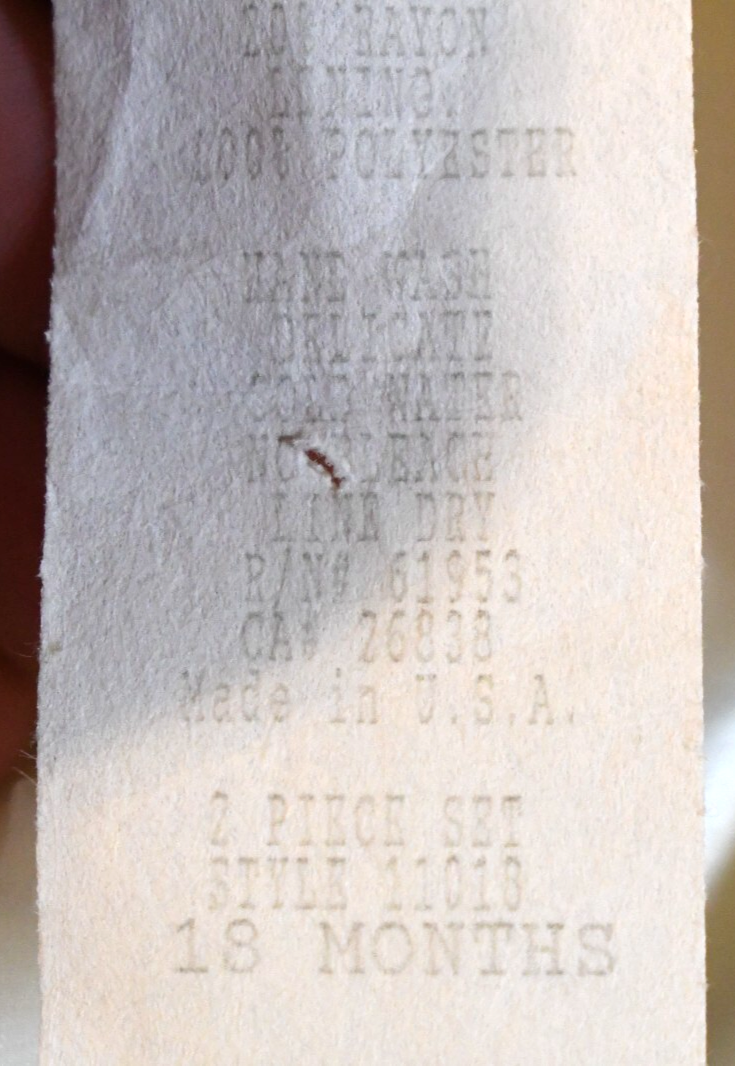 RAYON
LINING:
100% POLYESTER
HAND WASH
DELICATE
COLD WATER
NO BLEACH
LINE DRY
R/N# 61953
CA# 26838
Made in U.S.A.
2 PIECE SET
STYLE 11018
18 MONTHS